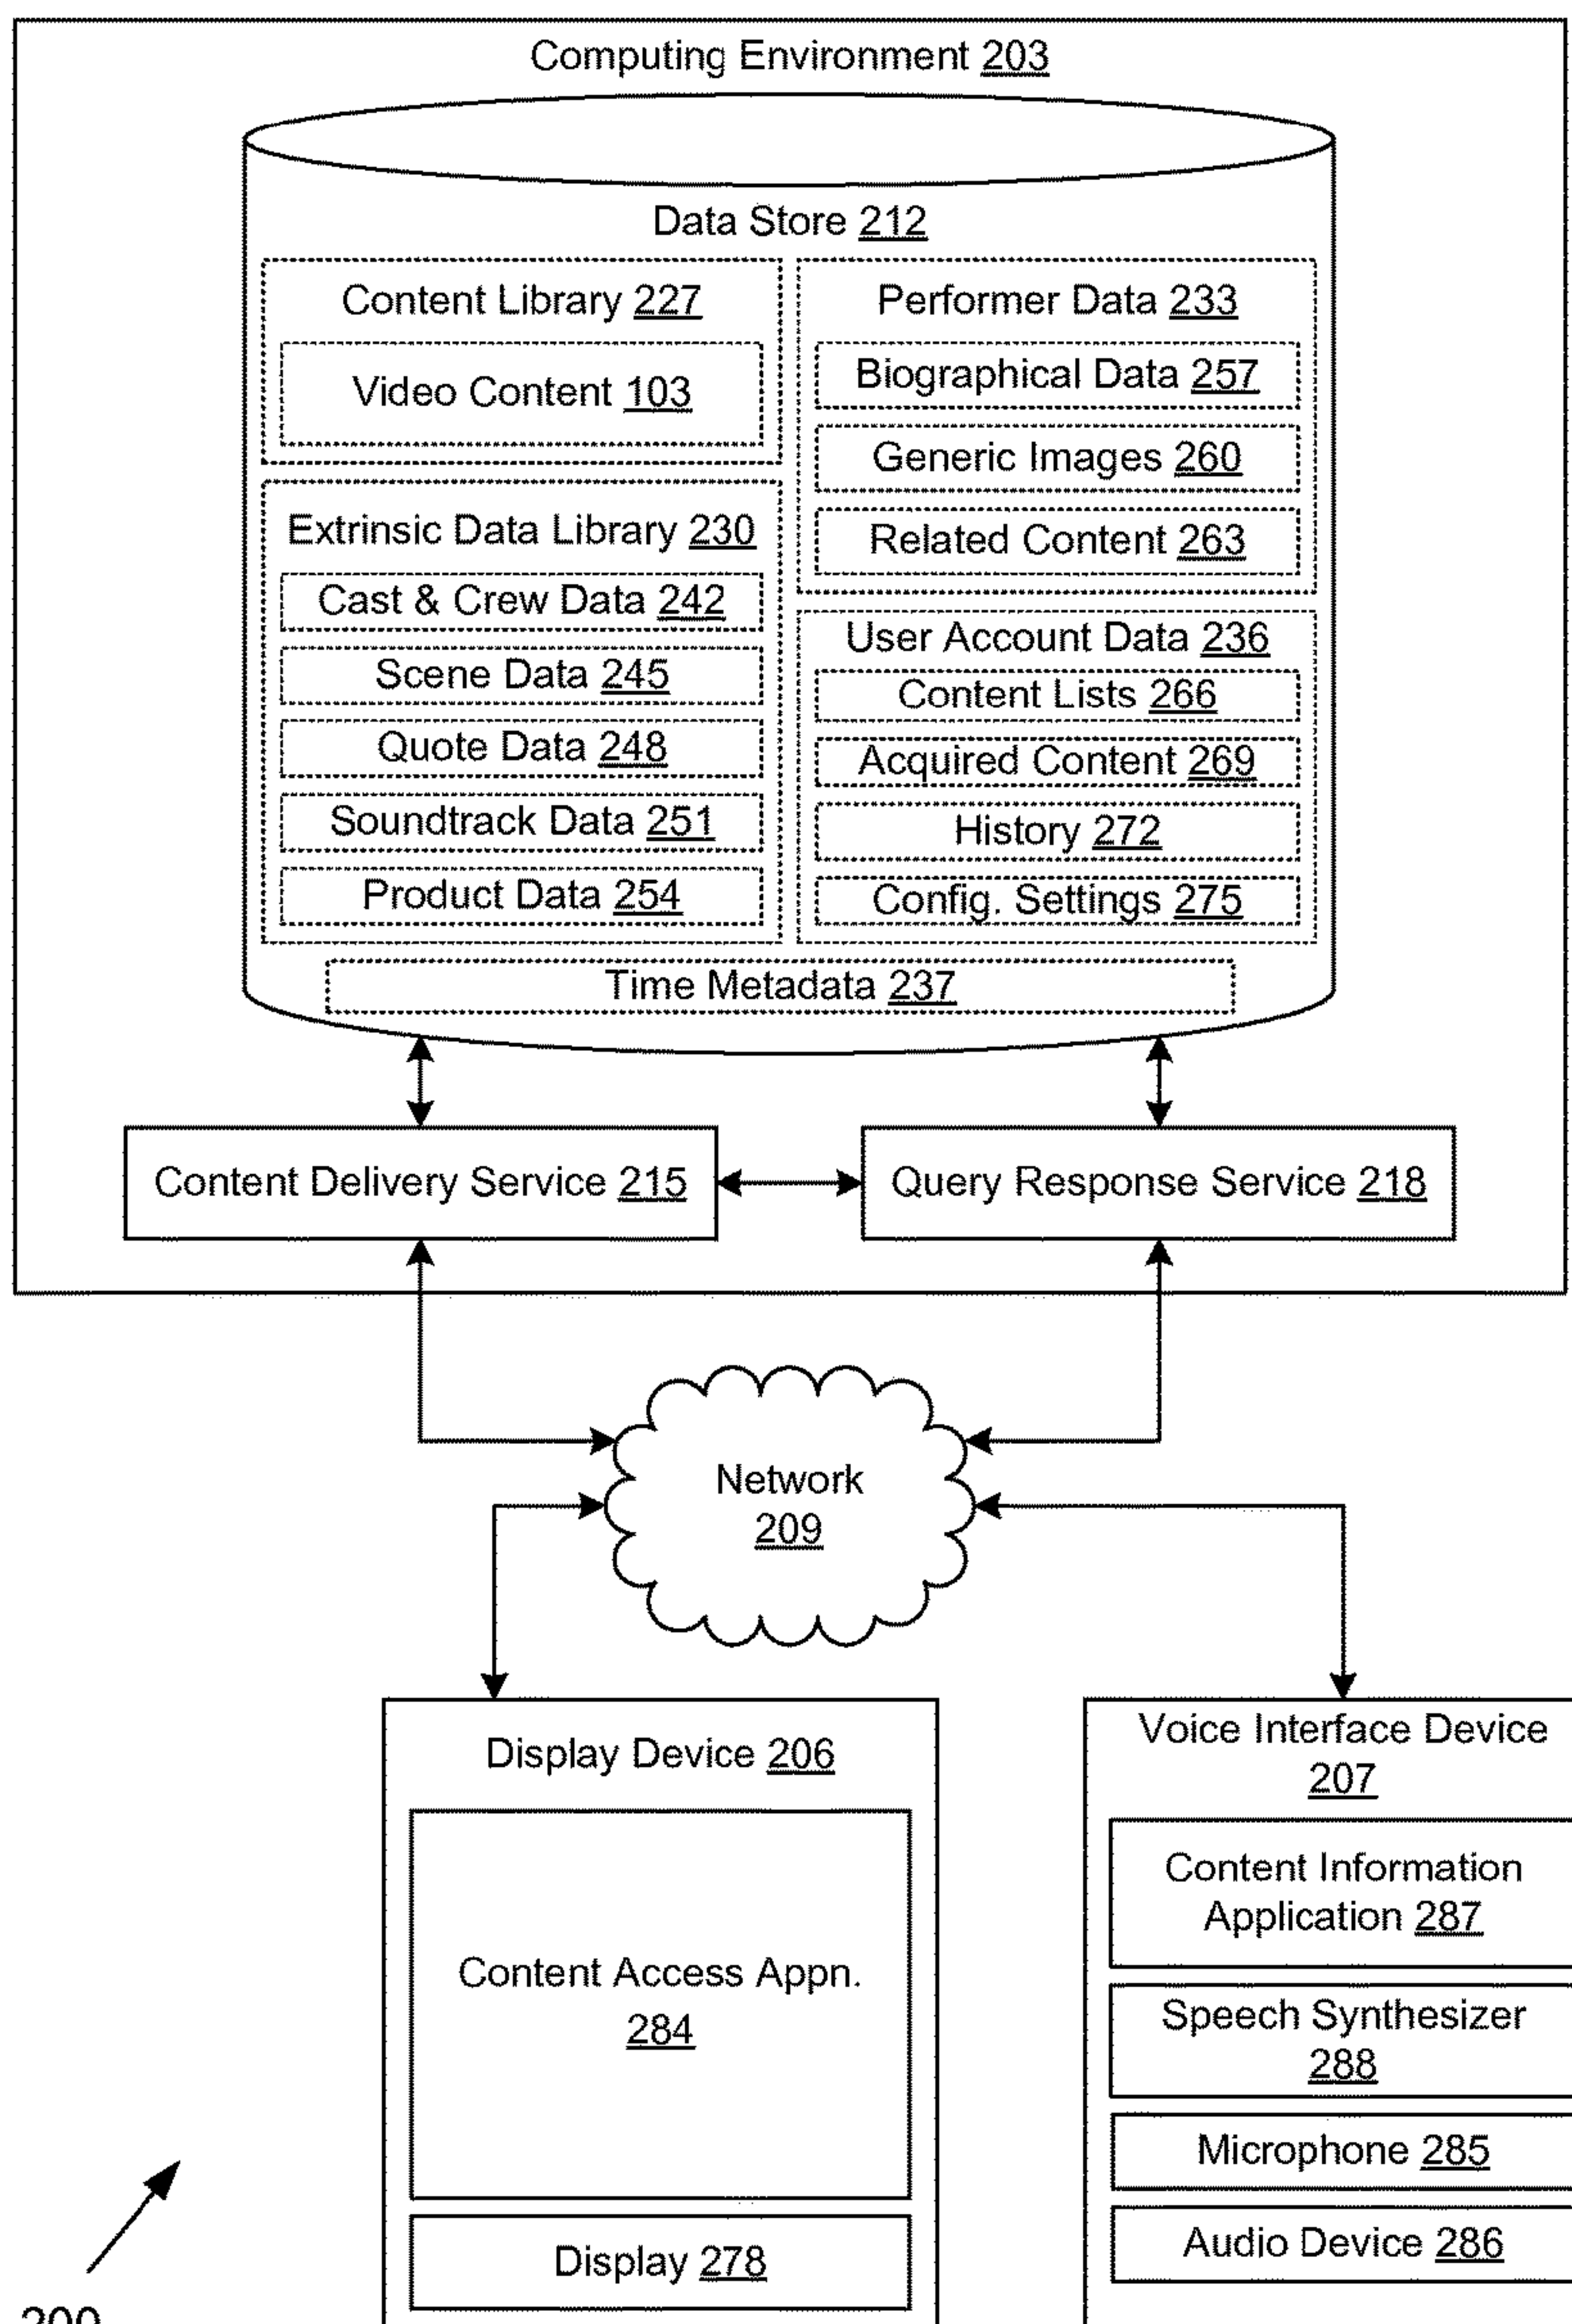 Computing Environment 203
Data Store 212
Content Library 227
Video Content 103
Extrinsic Data Library 230
Cast & Crew Data 242
Scene Data 245
Quote Data 248
Soundtrack Data 251
Product Data 254
Performer Data 233
Biographical Data 257
Generic Images 260
Related Content 263
User Account Data 236
Content Lists 266
Acquired Content 269
History 272
Config. Settings 275
Time Metadata 237
Content Delivery Service 215
Query Response Service 218
Network
209
Display Device 206
Content Access Appn.
284
Display 278
Voice Interface Device
207
Content Information
Application 287
Speech Synthesizer
288
Microphone 285
Audio Device 286